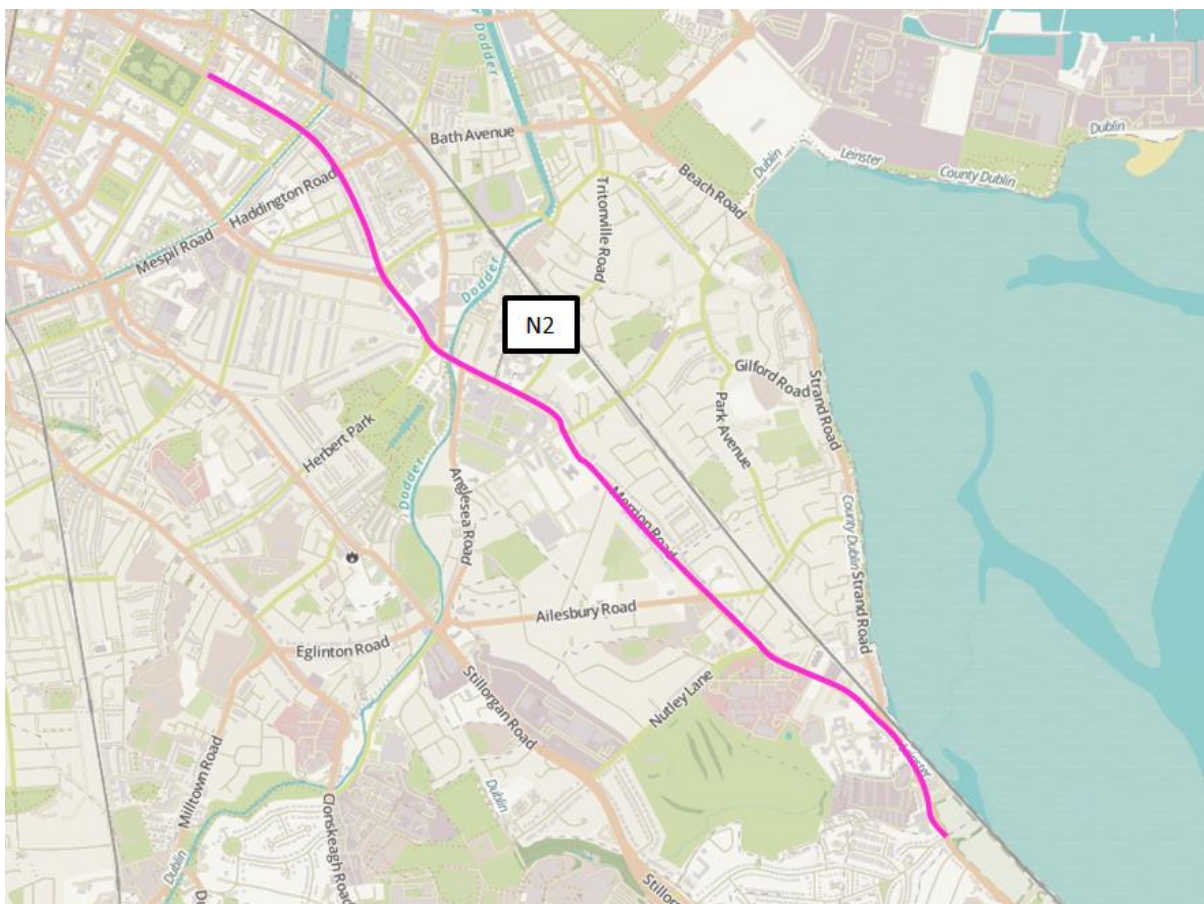 Dodder
Bath Avenue
Dublin
Leinster
Dublin
County Dublin
Haddington Road
Tritonville Road
Beach Road
Mespil Road
Dodder
N2
Gilford Road
Strand Road
Park Avenue
Herbert Park
Dodder
Anglesea Road
Merrion Road
County Dublin
Strand Road
Ailesbury Road
Eglinton Road
Stillorgan Road
Nutley Lane
Leinster
Milltown Road
Dublin
Clonskeagh Road
Dublin
Stillor